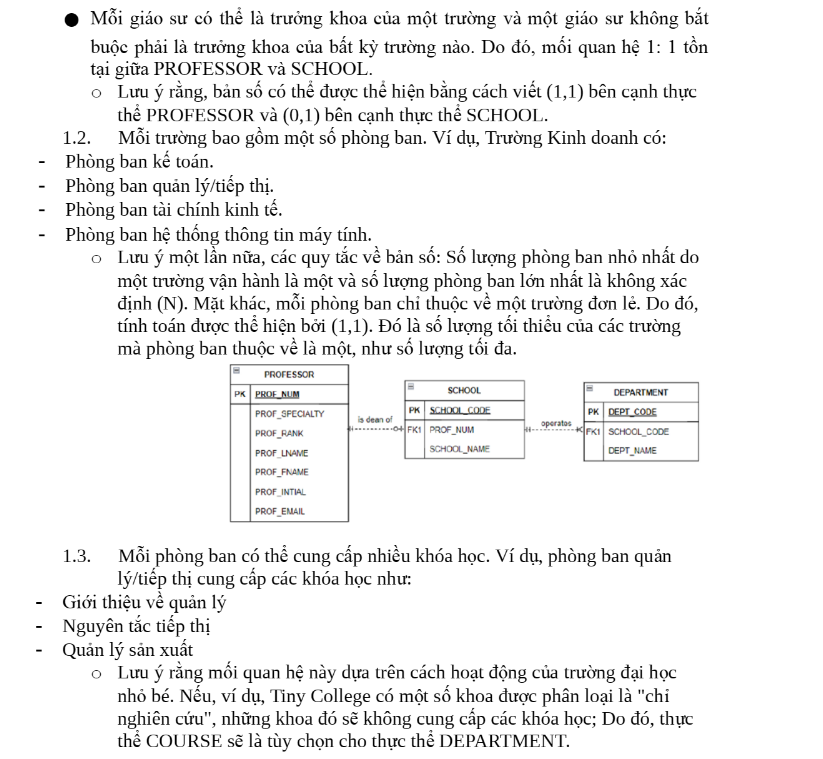 ● Mỗi giáo sư có thể là trưởng khoa của một trường và một giáo sư không bắt
buộc phải là trưởng khoa của bất kỳ trường nào. Do đó, mối quan hệ 1: 1 tồn
tại giữa PROFESSOR và SCHOOL.
○ Lưu ý rằng, bản số có thể được thể hiện bằng cách viết (1,1) bên cạnh thực
thể PROFESSOR và (0,1) bên cạnh thực thể SCHOOL.
1.2. Mỗi trường bao gồm một số phòng ban. Ví dụ, Trường Kinh doanh có:
- Phòng ban kế toán.
- Phòng ban quản lý/tiếp thị.
- Phòng ban tài chính kinh tế.
- Phòng ban hệ thống thông tin máy tính.
○ Lưu ý một lần nữa, các quy tắc về bản số: Số lượng phòng ban nhỏ nhất do
một trường vận hành là một và số lượng phòng ban lớn nhất là không xác
định (N). Mặt khác, mỗi phòng ban chỉ thuộc về một trường đơn lẻ. Do đó,
tính toán được thể hiện bởi (1,1). Đó là số lượng tối thiểu của các trường
mà phòng ban thuộc về là một, như số lượng tối đa.
PROFESSOR
PK PROF_NUM
PROF_SPECIALTY
PROF_RANK
PROF_LNAME
PROF_FNAME
PROF_INTIAL
PROF_EMAIL
is dean of
SCHOOL
PK SCHOOL_CODE
FK1 PROF_NUM
SCHOOL_NAME
operates
DEPARTMENT
PK DEPT_CODE
FK1 SCHOOL_CODE
DEPT_NAME
1.3. Mỗi phòng ban có thể cung cấp nhiều khóa học. Ví dụ, phòng ban quản
lý/tiếp thị cung cấp các khóa học như:
- Giới thiệu về quản lý
- Nguyên tắc tiếp thị
- Quản lý sản xuất
○ Lưu ý rằng mối quan hệ này dựa trên cách hoạt động của trường đại học
nhỏ bé. Nếu, ví dụ, Tiny College có một số khoa được phân loại là "chỉ
nghiên cứu", những khoa đó sẽ không cung cấp các khóa học; Do đó, thực
thể COURSE sẽ là tùy chọn cho thực thể DEPARTMENT.